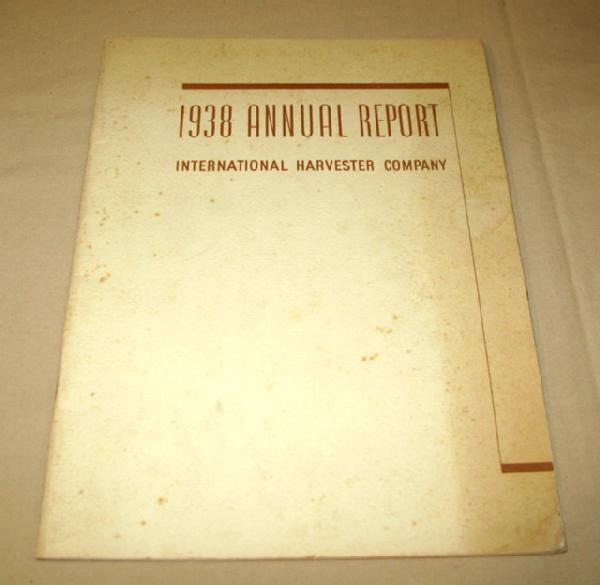 1938 ANNUAL REPORT
INTERNATIONAL HARVESTER COMPANY